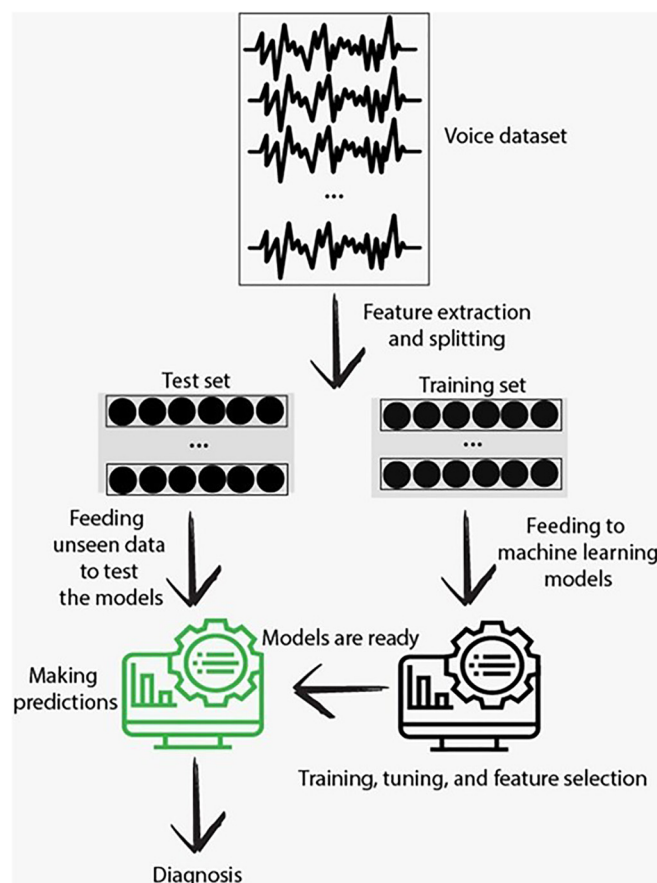 Voice dataset
...
Feature extraction
and splitting
Test set
Training set
...
...
Feeding
unseen data
to test
the models
Feeding to
machine learning
models
Models are ready
Making
predictions
Training, tuning, and feature selection
Diagnosis